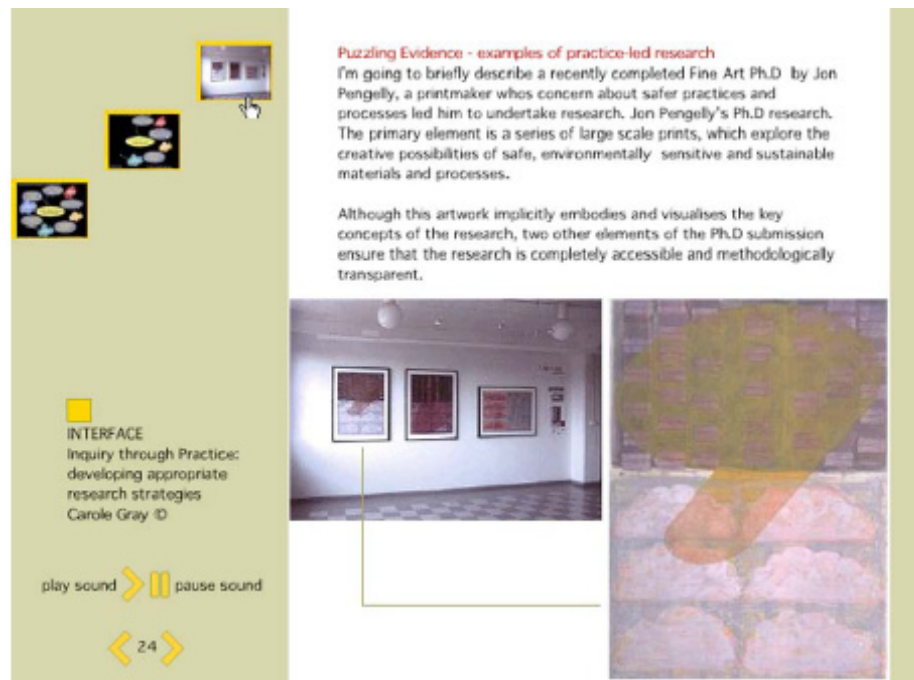 Puzzling Evidence - examples of practice-led research
I'm going to briefly describe a recently completed Fine Art Ph.D by Jon
Pengelly, a printmaker whos concern about safer practices and
processes led him to undertake research. Jon Pengelly's Ph.D research.
The primary element is a series of large scale prints, which explore the
creative possibilities of safe, environmentally sensitive and sustainable
materials and processes.
Although this artwork implicitly embodies and visualises the key
concepts of the research, two other elements of the Ph.D submission
ensure that the research is completely accessible and methodologically
transparent.
INTERFACE
Inquiry through Practice:
developing appropriate
research strategies
Carole Gray ©
play sound pause sound
24